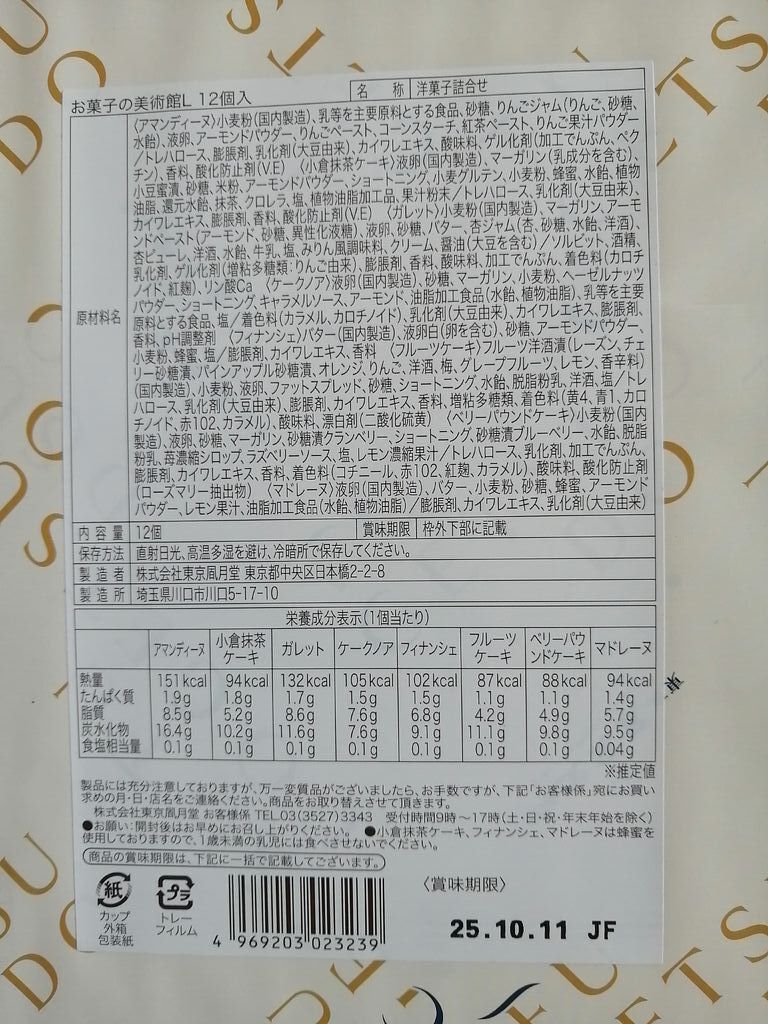 お菓子の美術館L 12個入
名称 洋菓子詰合せ
原材料名
〈アマンディーヌ〉小麦粉(国内製造)、乳等を主要原料とする食品、砂糖、りんごジャム(りんご、砂糖、
水飴)、液卵、アーモンドパウダー、りんごペースト、コーンスターチ、紅茶ペースト、りんご果汁パウダー
/トレハロース、膨脹剤、乳化剤(大豆由来)、カイワレエキス、酸味料、ゲル化剤(加工でんぷん、ペク
チン)、香料、酸化防止剤(V.E) 〈小倉抹茶ケーキ〉液卵(国内製造)、マーガリン(乳成分を含む)、
小豆蜜漬、砂糖、米粉、アーモンドパウダー、ショートニング、小麦グルテン、小麦粉、蜂蜜、水飴、植物
油脂、還元水飴、抹茶、クロレラ、塩、植物油脂加工品、果汁粉末/トレハロース、乳化剤(大豆由来)、
カイワレエキス、膨脹剤、香料、酸化防止剤(V.E) 〈ガレット〉小麦粉(国内製造)、マーガリン、アーモ
ンドペースト(アーモンド、砂糖、異性化液糖)、液卵、砂糖、バター、杏ジャム(杏、砂糖、水飴、洋酒)、
杏ピューレ、洋酒、水飴、牛乳、塩、みりん風調味料、クリーム、醤油(大豆を含む)/ソルビット、酒精、
乳化剤、ゲル化剤(増粘多糖類:りんご由来)、膨脹剤、香料、酸味料、加工でんぷん、着色料(カロチ
ノイド、紅麹)、リン酸Ca 〈ケークノア〉液卵(国内製造)、砂糖、マーガリン、小麦粉、ヘーゼルナッツ
パウダー、ショートニング、キャラメルソース、アーモンド、油脂加工食品(水飴、植物油脂)、乳等を主要
原料とする食品、塩/着色料(カラメル、カロチノイド)、乳化剤(大豆由来)、カイワレエキス、膨脹剤、
香料、pH調整剤 〈フィナンシェ〉バター(国内製造)、液卵白(卵を含む)、砂糖、アーモンドパウダー、
小麦粉、蜂蜜、塩/膨脹剤、カイワレエキス、香料 〈フルーツケーキ〉フルーツ洋酒漬(レーズン、チェ
リー砂糖漬、パインアップル砂糖漬、オレンジ、りんご、洋酒、梅、グレープフルーツ、レモン、香辛料)
(国内製造)、小麦粉、液卵、ファットスプレッド、砂糖、ショートニング、水飴、脱脂粉乳、洋酒、塩/トレ
ハロース、乳化剤(大豆由来)、膨脹剤、カイワレエキス、香料、増粘多糖類、着色料(黄4、青1、カロ
チノイド、赤102、カラメル)、酸味料、漂白剤(二酸化硫黄) 〈ベリーパウンドケーキ〉小麦粉(国内
製造)、液卵、砂糖、マーガリン、砂糖漬クランベリー、ショートニング、砂糖漬ブルーベリー、水飴、脱脂
粉乳、苺濃縮シロップ、ラズベリーソース、塩、レモン濃縮果汁/トレハロース、乳化剤、加工でんぷん、
膨脹剤、カイワレエキス、香料、着色料(コチニール、赤102、紅麹、カラメル)、酸味料、酸化防止剤
(ローズマリー抽出物) 〈マドレーヌ〉液卵(国内製造)、バター、小麦粉、砂糖、蜂蜜、アーモンド
パウダー、レモン果汁、油脂加工食品(水飴、植物油脂)/膨脹剤、カイワレエキス、乳化剤(大豆由来)
内容量 12個 賞味期限 枠外下部に記載
保存方法 直射日光、高温多湿を避け、冷暗所で保存してください。
製造者 株式会社東京凮月堂 東京都中央区日本橋2-2-8
製造所 埼玉県川口市川口5-17-10
栄養成分表示(1個当たり)
アマンディーヌ 小倉抹茶ケーキ ガレット ケークノア フィナンシェ フルーツケーキ ベリーパウンドケーキ マドレーヌ
熱量 151kcal 94kcal 132kcal 105kcal 102kcal 87kcal 88kcal 94kcal
たんぱく質 1.9g 1.8g 1.7g 1.5g 1.5g 1.1g 1.1g 1.4g
脂質 8.5g 5.2g 8.6g 7.6g 6.8g 4.2g 4.9g 5.7g
炭水化物 16.4g 10.2g 11.6g 7.6g 9.1g 11.1g 9.8g 9.5g
食塩相当量 0.1g 0.1g 0.1g 0.1g 0.1g 0.1g 0.1g 0.04g
※推定値
製品には充分注意しておりますが、万一変質品がございましたら、お手数ですが、下記「お客様係」宛にお買い
求めの月・日・店名をご連絡ください。商品をお取り替えさせて頂きます。
株式会社東京凮月堂 お客様係 TEL.03(3527)3343 受付時間9時〜17時(土・日・祝・年末年始を除く)
●お願い:開封後はお早めにお召し上がりください。 ●小倉抹茶ケーキ、フィナンシェ、マドレーヌは蜂蜜を
使用しておりますので、1歳未満の乳児には食べさせないでください。
商品の賞味期限は、下記に一括で記載してございます。
紙 プラ
カップ
外箱
包装紙
トレー
フィルム
4 969203 023239
〈賞味期限〉
25.10.11 JF